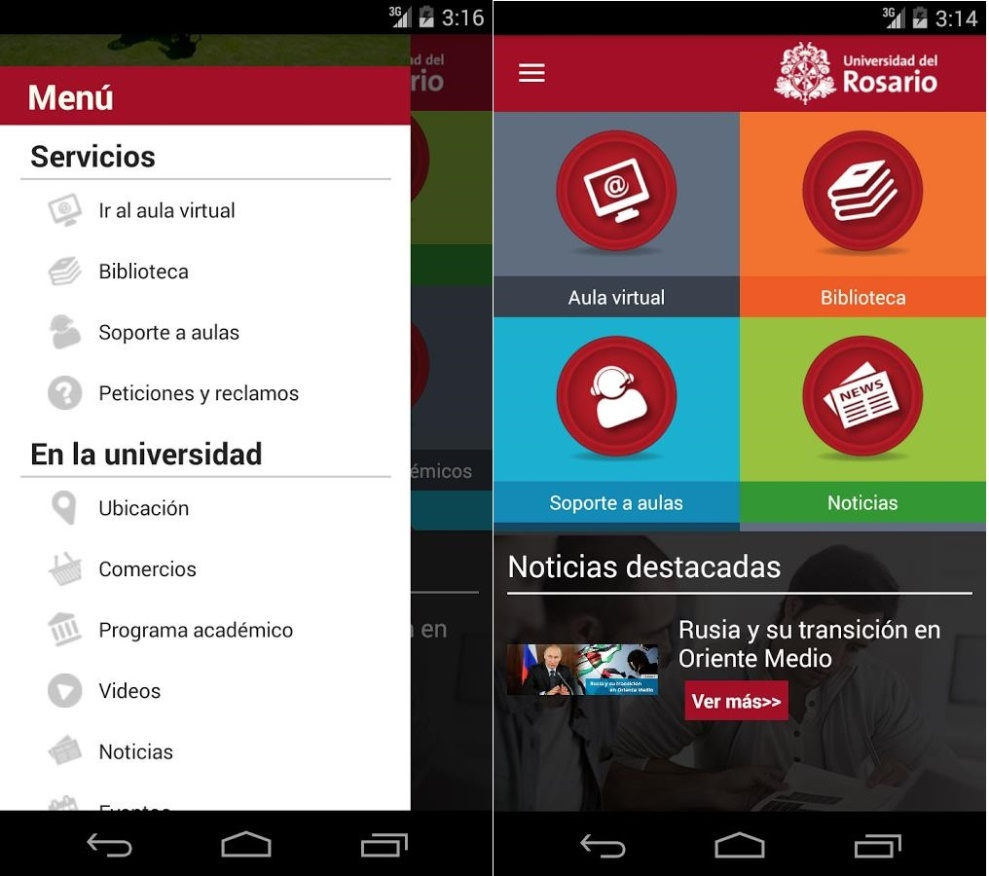 3G
3:16
ad del
rio
Menú
Servicios
Ir al aula virtual
Biblioteca
Soporte a aulas
Peticiones y reclamos
En la universidad
émicos
Ubicación
Comercios
Programa académico
en
Videos
Noticias
Eventos
3G
3:14
Universidad del
Rosario
@
Aula virtual
Biblioteca
NEWS
Soporte a aulas
Noticias
Noticias destacadas
Rusia y su transición en
Oriente Medio
Rusia y su transición
en Oriente Medio
Ver más>>